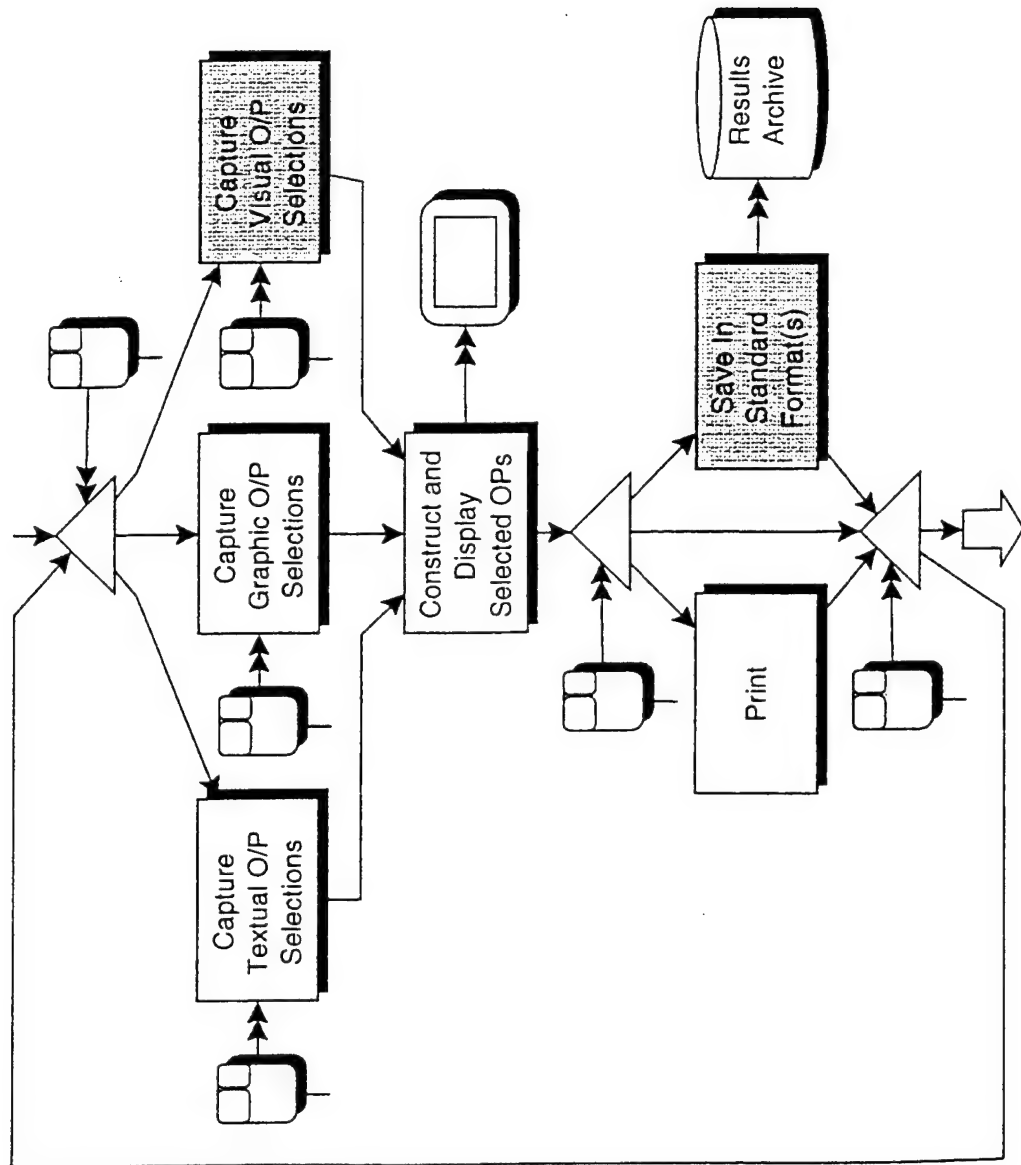 Capture
Textual O/P
Selections
Capture
Graphic O/P
Selections
Capture
Visual O/P
Selections
Construct and
Display
Selected OPs
Print
Save In
Standard
Format(s)
Results
Archive